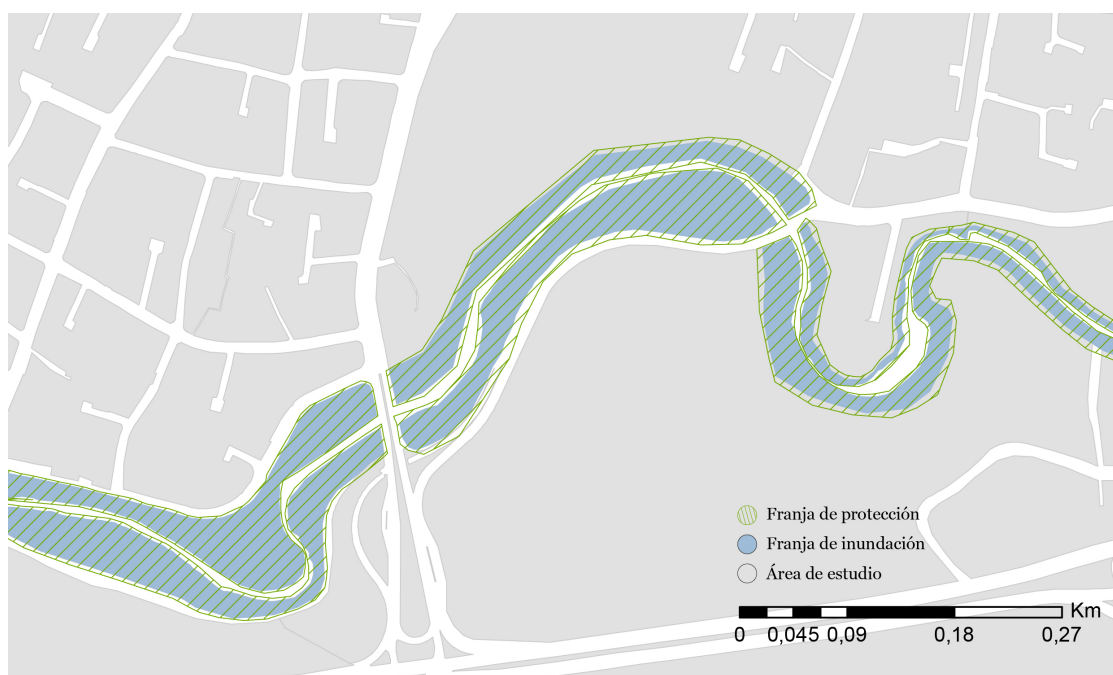 Franja de protección
Franja de inundación
Área de estudio
Km
0 0,045 0,09 0,18 0,27